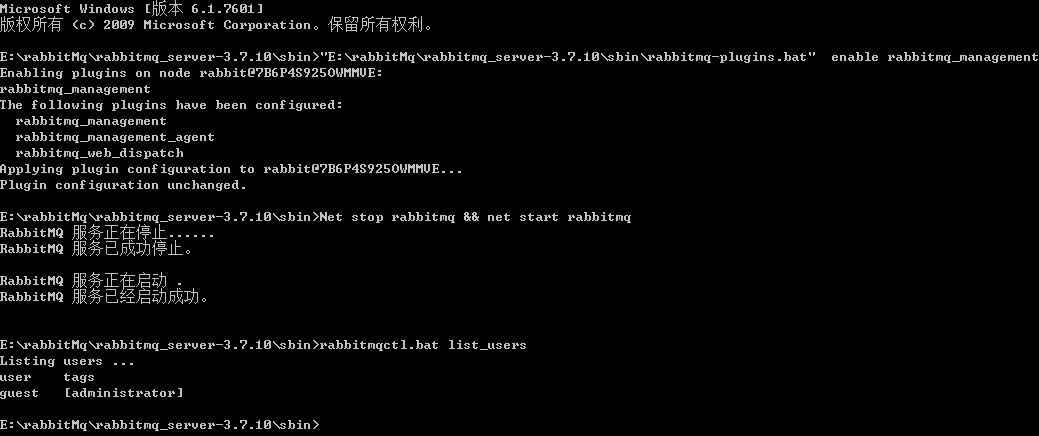 Microsoft Windows [版本 6.1.7601]
版权所有 (c) 2009 Microsoft Corporation。保留所有权利。
E:\rabbitMq\rabbitmq_server-3.7.10\sbin>"E:\rabbitMq\rabbitmq_server-3.7.10\sbin\rabbitmq-plugins.bat"  enable rabbitmq_management
Enabling plugins on node rabbit@7B6P4S925OWMMVE:
rabbitmq_management
The following plugins have been configured:
  rabbitmq_management
  rabbitmq_management_agent
  rabbitmq_web_dispatch
Applying plugin configuration to rabbit@7B6P4S925OWMMVE...
Plugin configuration unchanged.
E:\rabbitMq\rabbitmq_server-3.7.10\sbin>Net stop rabbitmq && net start rabbitmq
RabbitMQ 服务正在停止......
RabbitMQ 服务已成功停止。
RabbitMQ 服务正在启动 .
RabbitMQ 服务已经启动成功。
E:\rabbitMq\rabbitmq_server-3.7.10\sbin>rabbitmqctl.bat list_users
Listing users ...
user    tags
guest   [administrator]
E:\rabbitMq\rabbitmq_server-3.7.10\sbin>